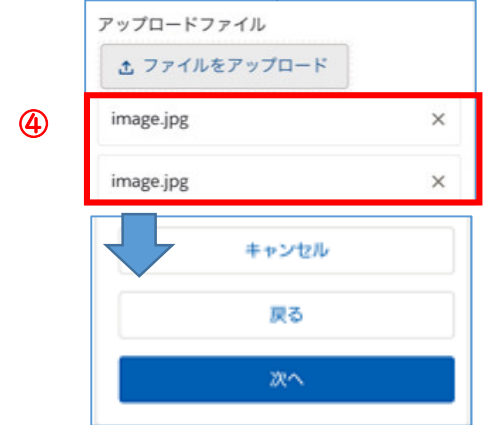 アップロードファイル
ファイルをアップロード
④
image.jpg ×
image.jpg ×
キャンセル
戻る
次へ